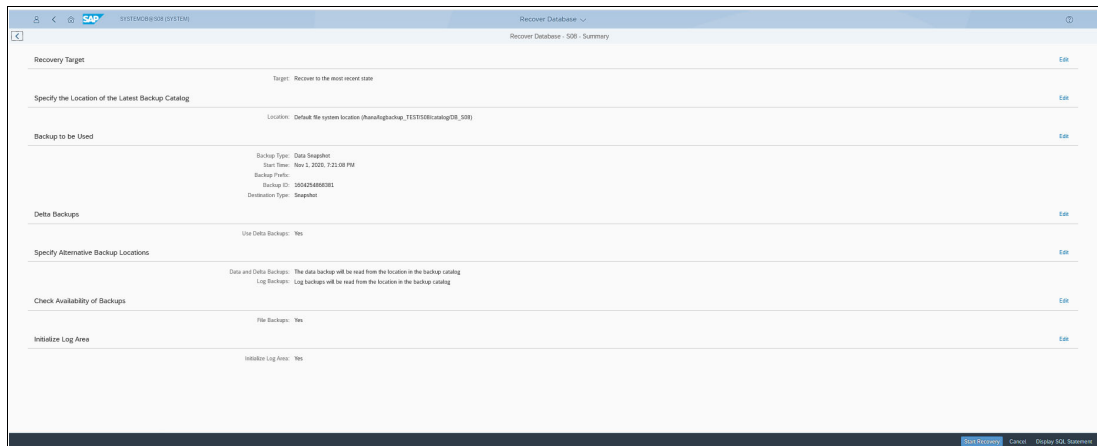 SAP SYSTEMDB@S08 (SYSTEM) Recover Database
Recover Database - S08 - Summary
Recovery Target Edit
Target: Recover to the most recent state
Specify the Location of the Latest Backup Catalog Edit
Location: Default file system location (/hana/logbackup_TEST/S08/catalog/DB_S08)
Backup to be Used Edit
Backup Type: Data Snapshot
Start Time: Nov 1, 2020, 7:21:08 PM
Backup Prefix:
Backup ID: 1604254868381
Destination Type: Snapshot
Delta Backups Edit
Use Delta Backups: Yes
Specify Alternative Backup Locations Edit
Data and Delta Backups: The data backup will be read from the location in the backup catalog
Log Backups: Log backups will be read from the location in the backup catalog
Check Availability of Backups Edit
File Backups: Yes
Initialize Log Area Edit
Initialize Log Area: Yes
Start Recovery Cancel Display SQL Statement